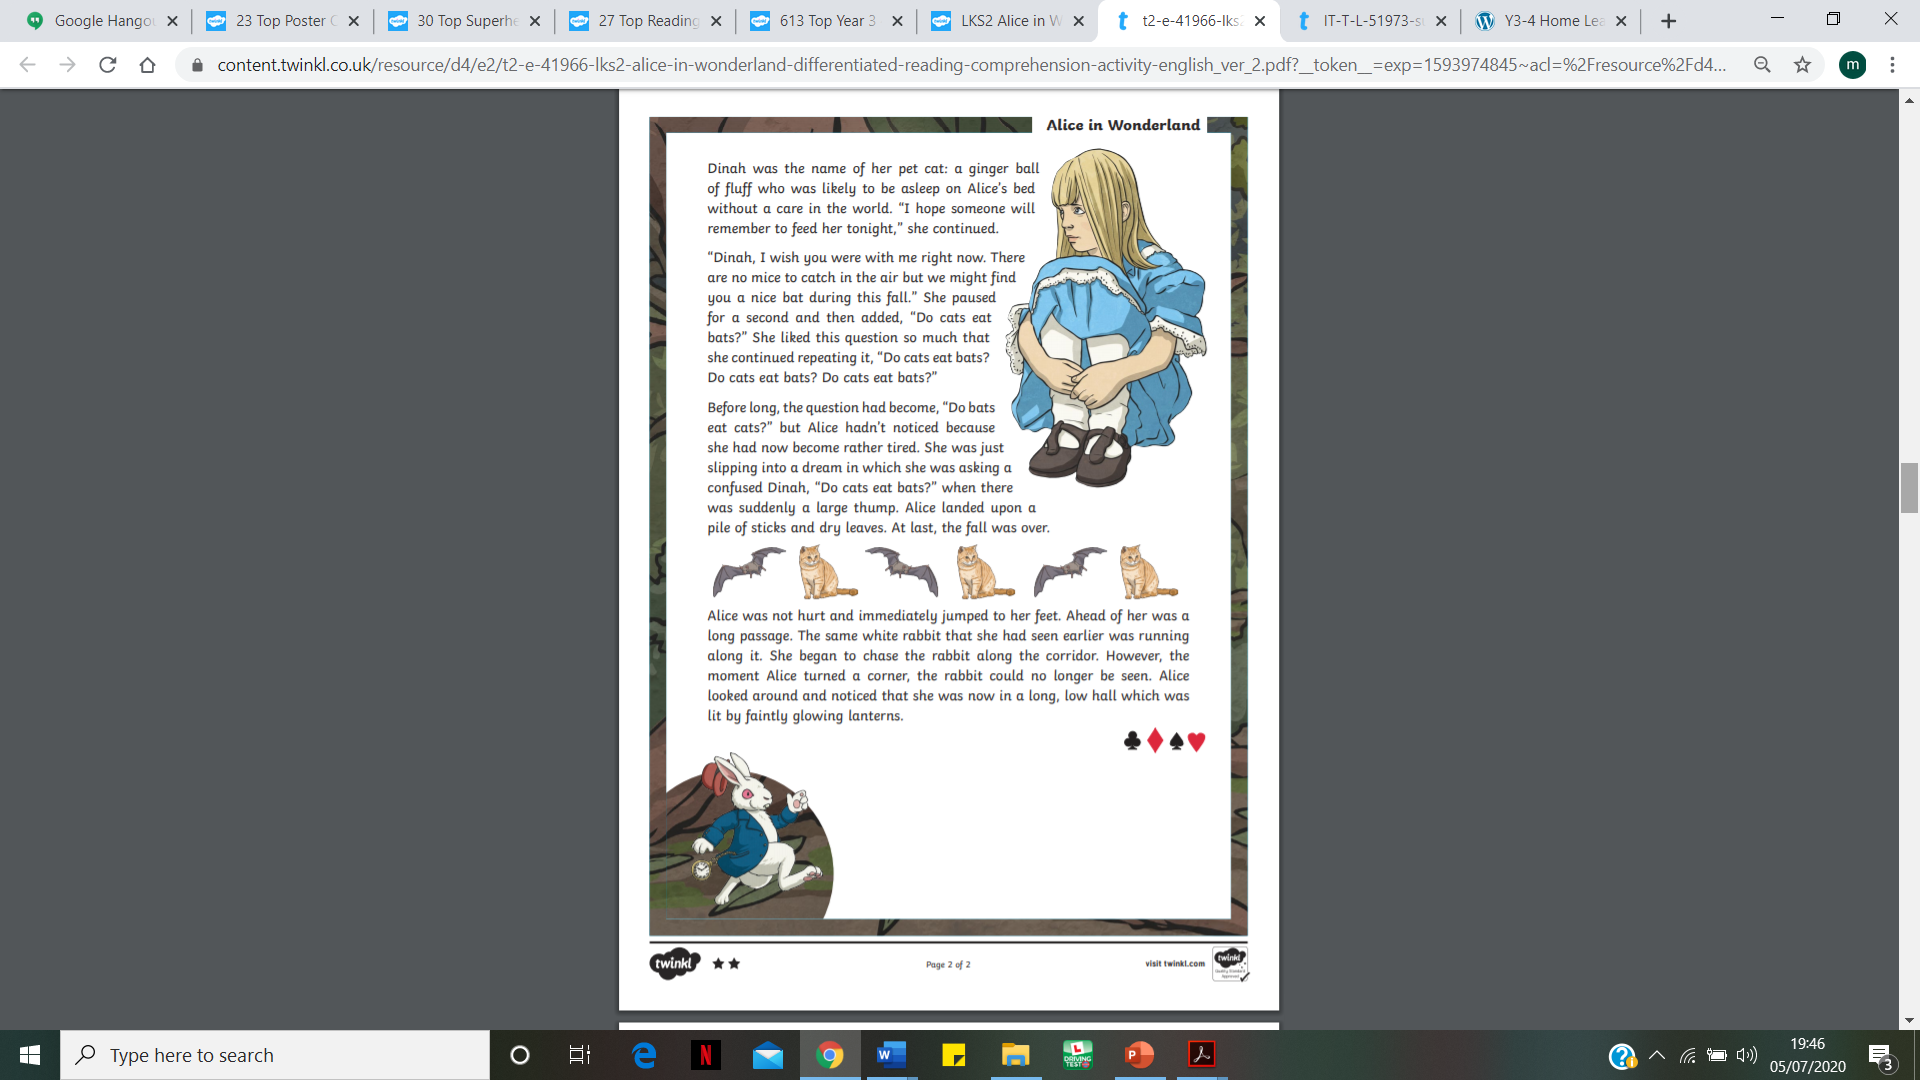 Google Hangou
23 Top Poster C
30 Top Superhe
27 Top Reading
613 Top Year 3
LKS2 Alice in W
t2-e-41966-lks2
IT-T-L-51973-su
Y3-4 Home Lea
content.twinkl.co.uk/resource/d4/e2/t2-e-41966-lks2-alice-in-wonderland-differentiated-reading-comprehension-activity-english_ver_2.pdf?__token__=exp=1593974845~acl=%2Fresource%2Fd4...
m
Alice in Wonderland
Dinah was the name of her pet cat: a ginger ball
of fluff who was likely to be asleep on Alice's bed
without a care in the world. “I hope someone will
remember to feed her tonight,” she continued.
“Dinah, I wish you were with me right now. There
are no mice to catch in the air but we might find
you a nice bat during this fall.” She paused
for a second and then added, “Do cats eat
bats?” She liked this question so much that
she continued repeating it, “Do cats eat bats?
Do cats eat bats? Do cats eat bats?”
Before long, the question had become, “Do bats
eat cats?” but Alice hadn't noticed because
she had now become rather tired. She was just
slipping into a dream in which she was asking a
confused Dinah, “Do cats eat bats?” when there
was suddenly a large thump. Alice landed upon a
pile of sticks and dry leaves. At last, the fall was over.
Alice was not hurt and immediately jumped to her feet. Ahead of her was a
long passage. The same white rabbit that she had seen earlier was running
along it. She began to chase the rabbit along the corridor. However, the
moment Alice turned a corner, the rabbit could no longer be seen. Alice
looked around and noticed that she was now in a long, low hall which was
lit by faintly glowing lanterns.
twinkl
Page 2 of 2
visit twinkl.com
twinkl
Quality Standard
Approved
Type here to search
L
DRIVING
TEST
19:46
05/07/2020
3